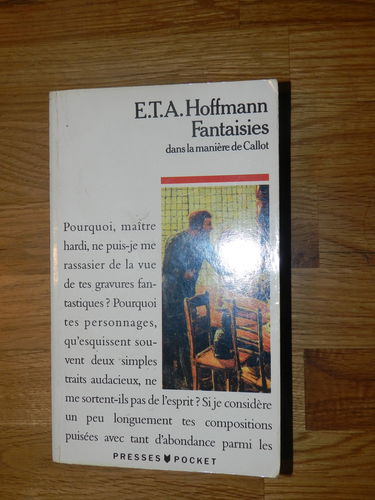 E.T.A. Hoffmann
Fantaisies
dans la manière de Callot
Pourquoi, maître
hardi, ne puis-je me
rassasier de la vue
de tes gravures fan-
tastiques ? Pourquoi
tes personnages,
qu'esquissent sou-
vent deux simples
traits audacieux, ne
me sortent-ils pas de l'esprit ? Si je considère
un peu longuement tes compositions
puisées avec tant d'abondance parmi les
PRESSES POCKET